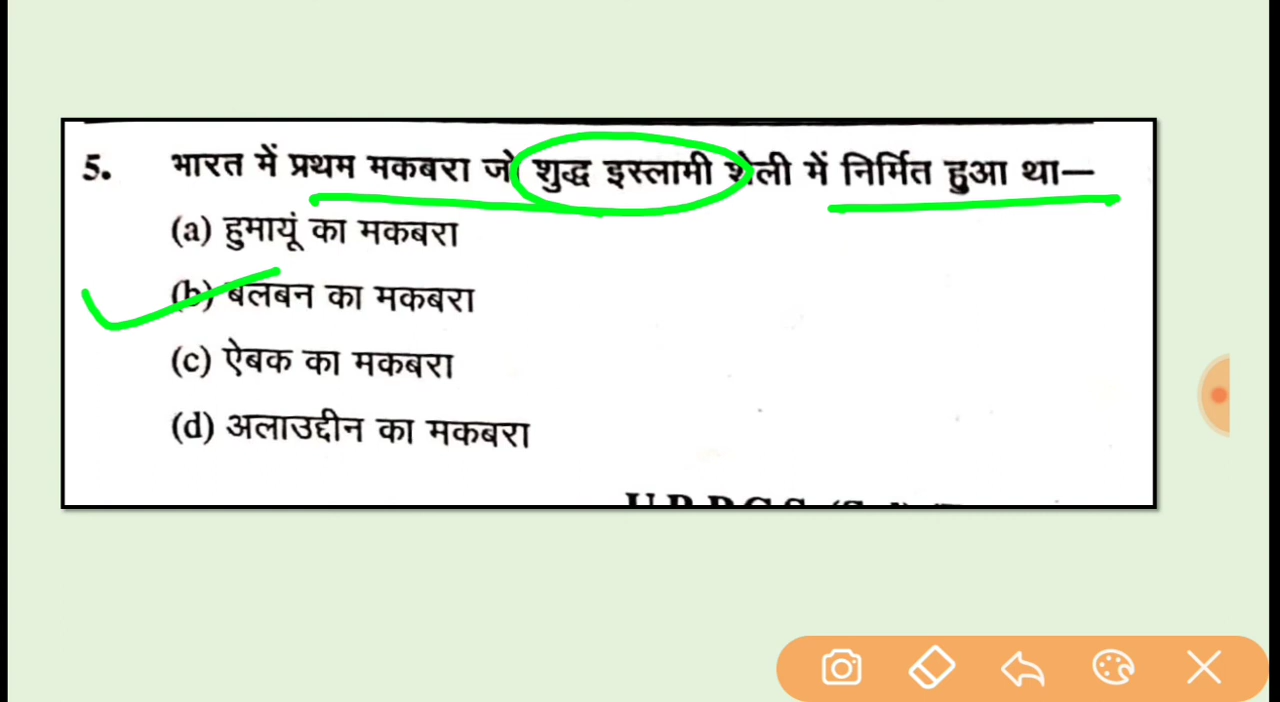 5. भारत में प्रथम मकबरा जो शुद्ध इस्लामी शैली में निर्मित हुआ था—
(a) हुमायूं का मकबरा
(b) बलबन का मकबरा
(c) ऐबक का मकबरा
(d) अलाउद्दीन का मकबरा